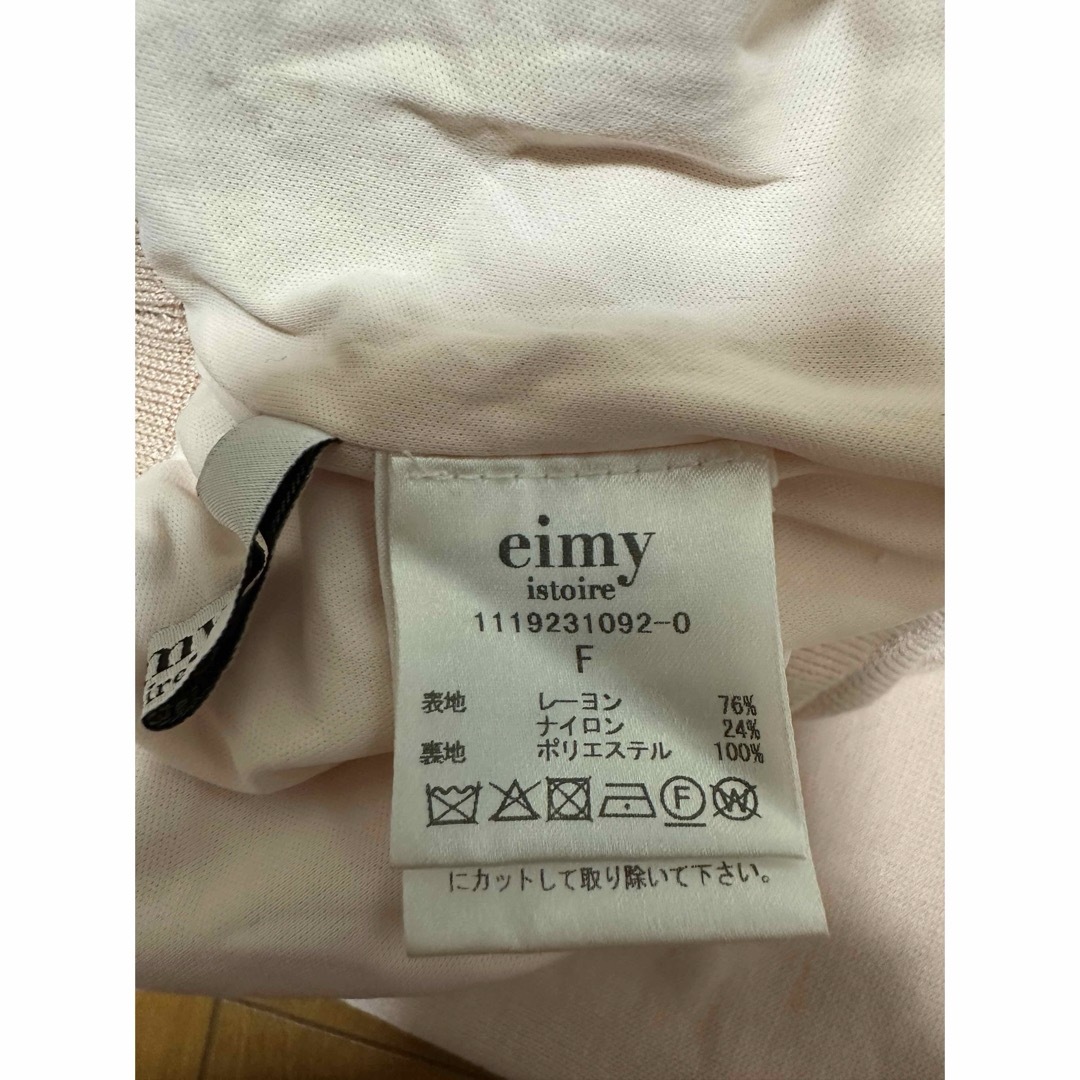 eimy
istoire
1119231092-0
F
表地 レーヨン 76%
ナイロン 24%
裏地 ポリエステル 100%
F W
にカットして取り除いて下さい。